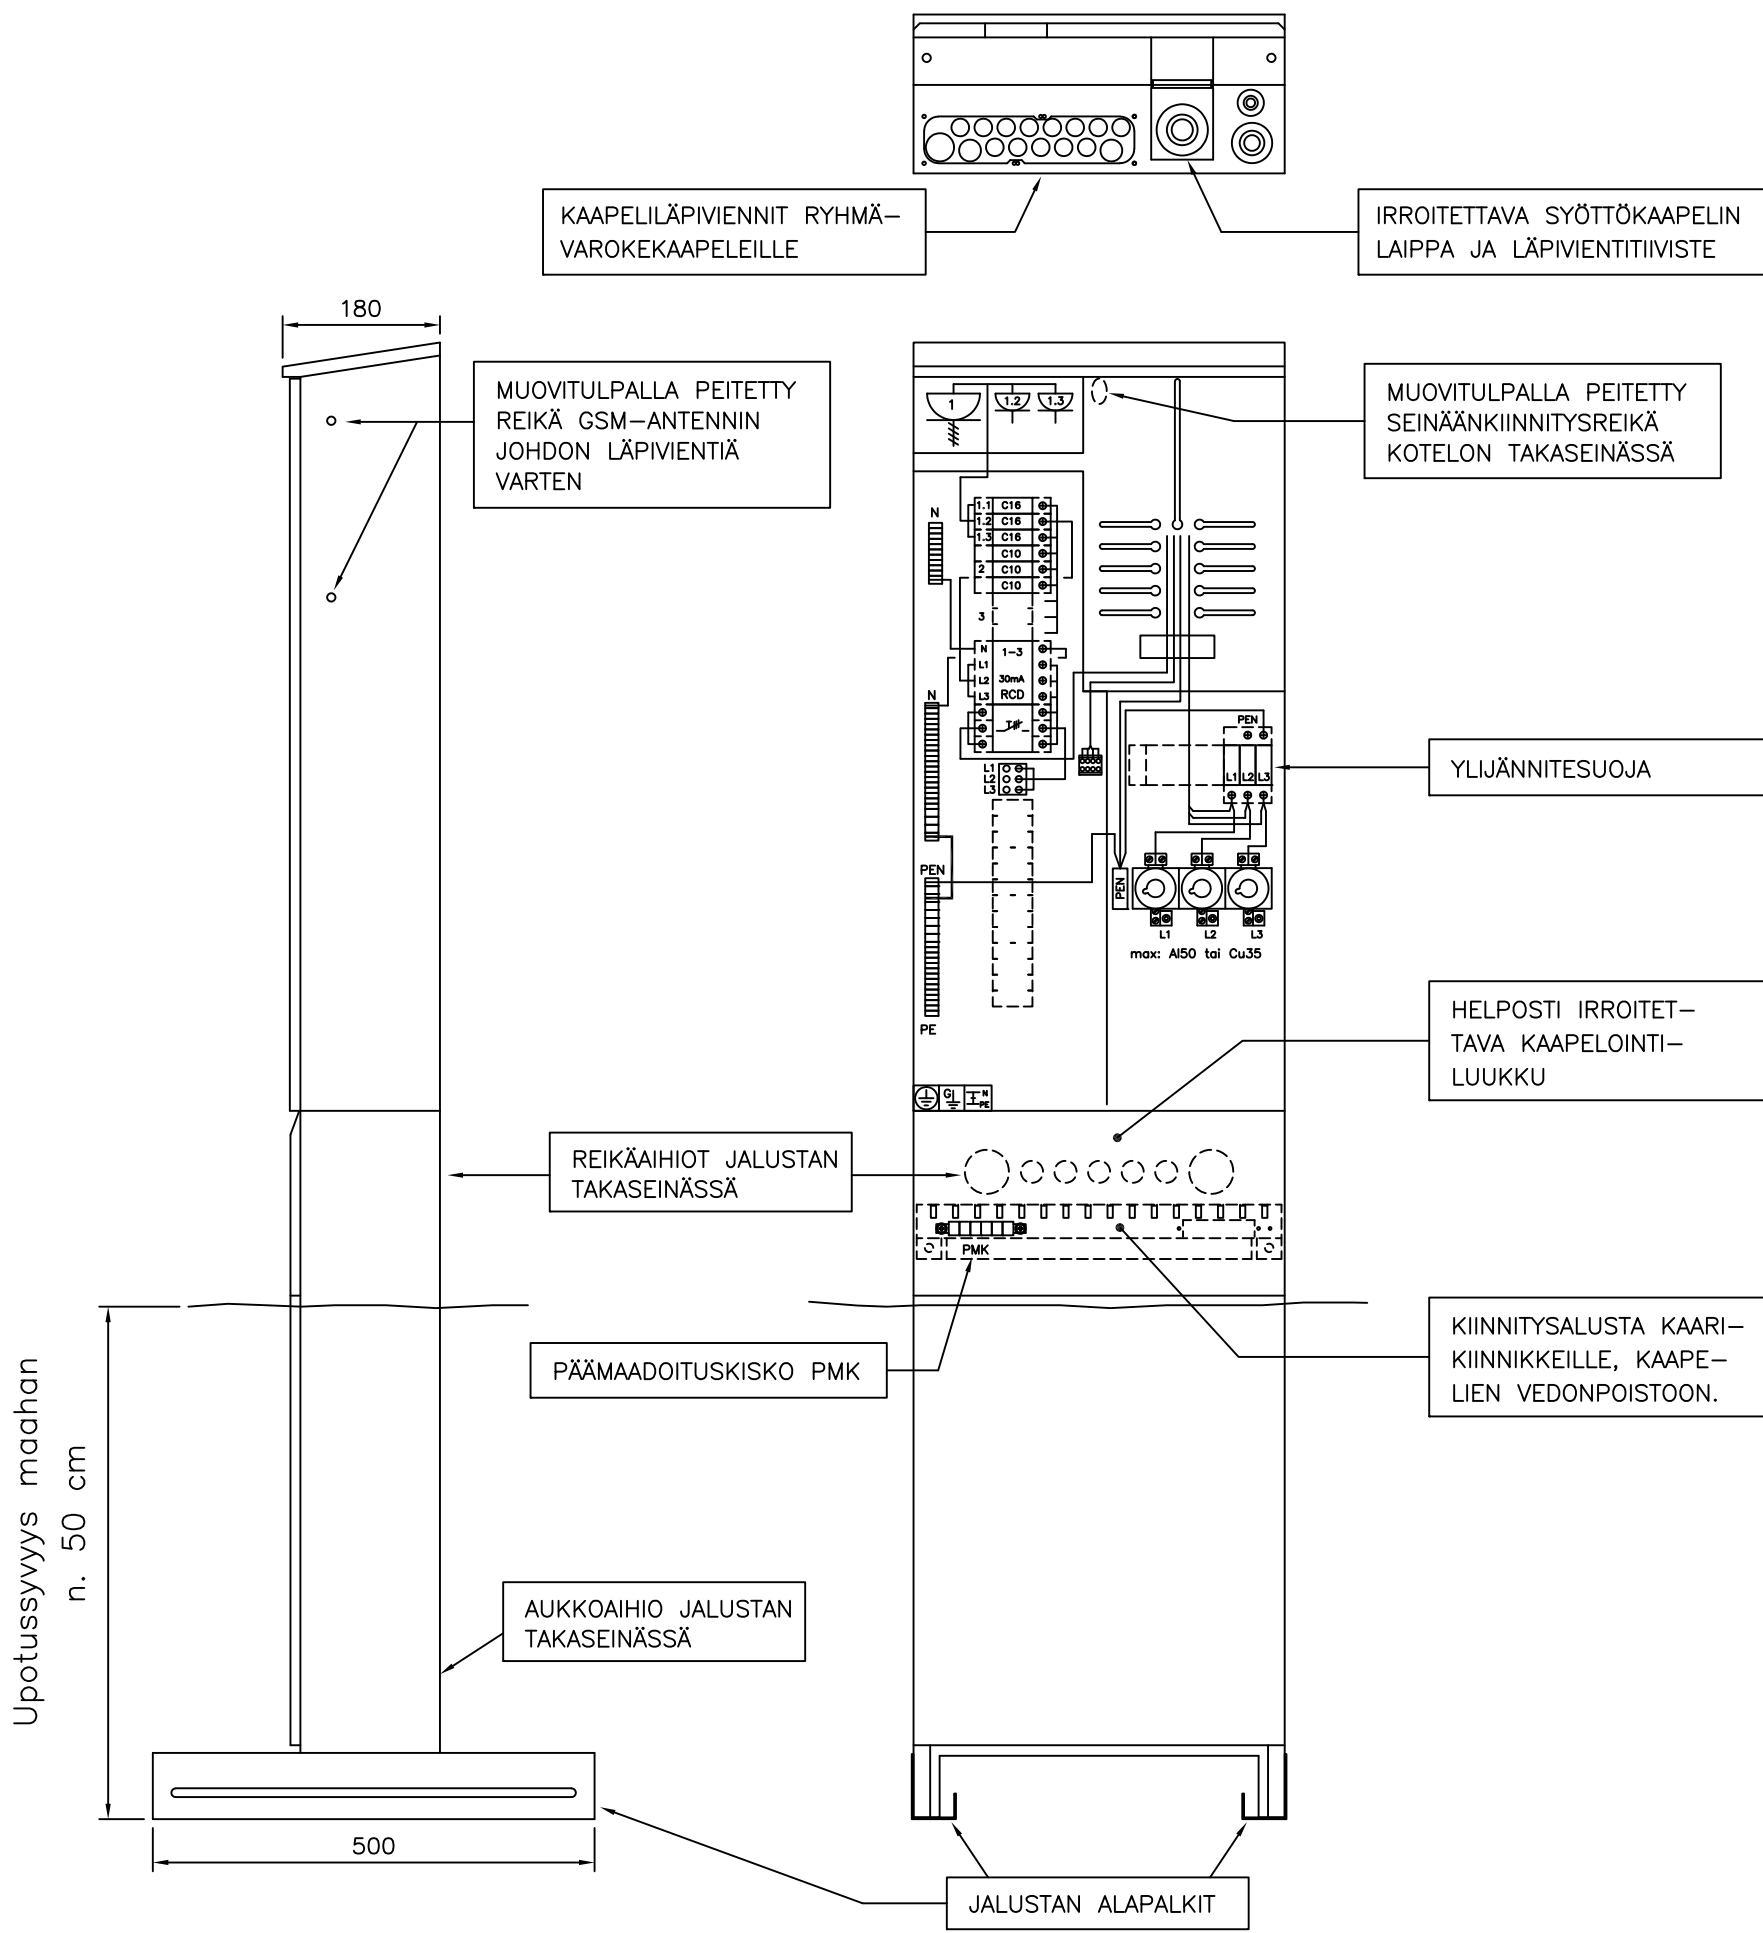 KAAPELILÄPIVIENNIT RYHMÄ-
VAROKEKAAPELEILLE
IRROITETTAVA SYÖTTÖKAAPELIN
LAIPPA JA LÄPIVIENTITIIVISTE
180
MUOVITULPALLA PEITETTY
REIKÄ GSM-ANTENNIN
JOHDON LÄPIVIENTIÄ
VARTEN
MUOVITULPALLA PEITETTY
SEINÄÄNKIINNITYSREIKÄ
KOTELON TAKASEINÄSSÄ
1
1.2
1.3
N
1.1 C16
1.2 C16
1.3 C16
C10
2 C10
C10
3
N 1-3
L1
L2 30mA
L3 RCD
N
L1
L2
L3
PEN
L1 L2 L3
YLIJÄNNITESUOJA
PEN
PEN
L1 L2 L3
max: Al50 tai Cu35
PE
HELPOSTI IRROITET-
TAVA KAAPELOINTI-
LUUKKU
G
N
PE
REIKÄAIHIOT JALUSTAN
TAKASEINÄSSÄ
PMK
PÄÄMAADOITUSKISKO PMK
KIINNITYSALUSTA KAARI-
KIINNIKKEILLE, KAAPE-
LIEN VEDONPOISTOON.
Upotussyvyys maahan
n. 50 cm
AUKKOAIHIO JALUSTAN
TAKASEINÄSSÄ
500
JALUSTAN ALAPALKIT